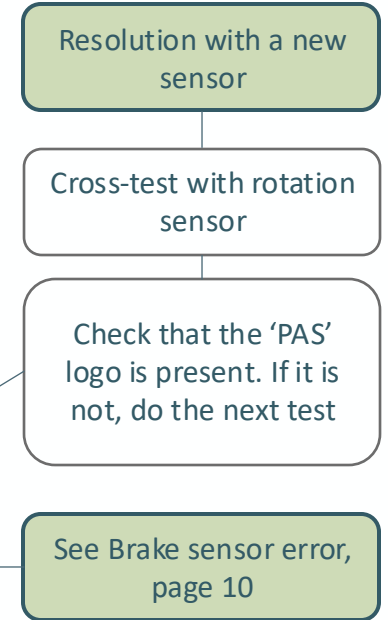 Resolution with a new
sensor
Cross-test with rotation
sensor
Check that the ‘PAS’
logo is present. If it is
not, do the next test
See Brake sensor error,
page 10